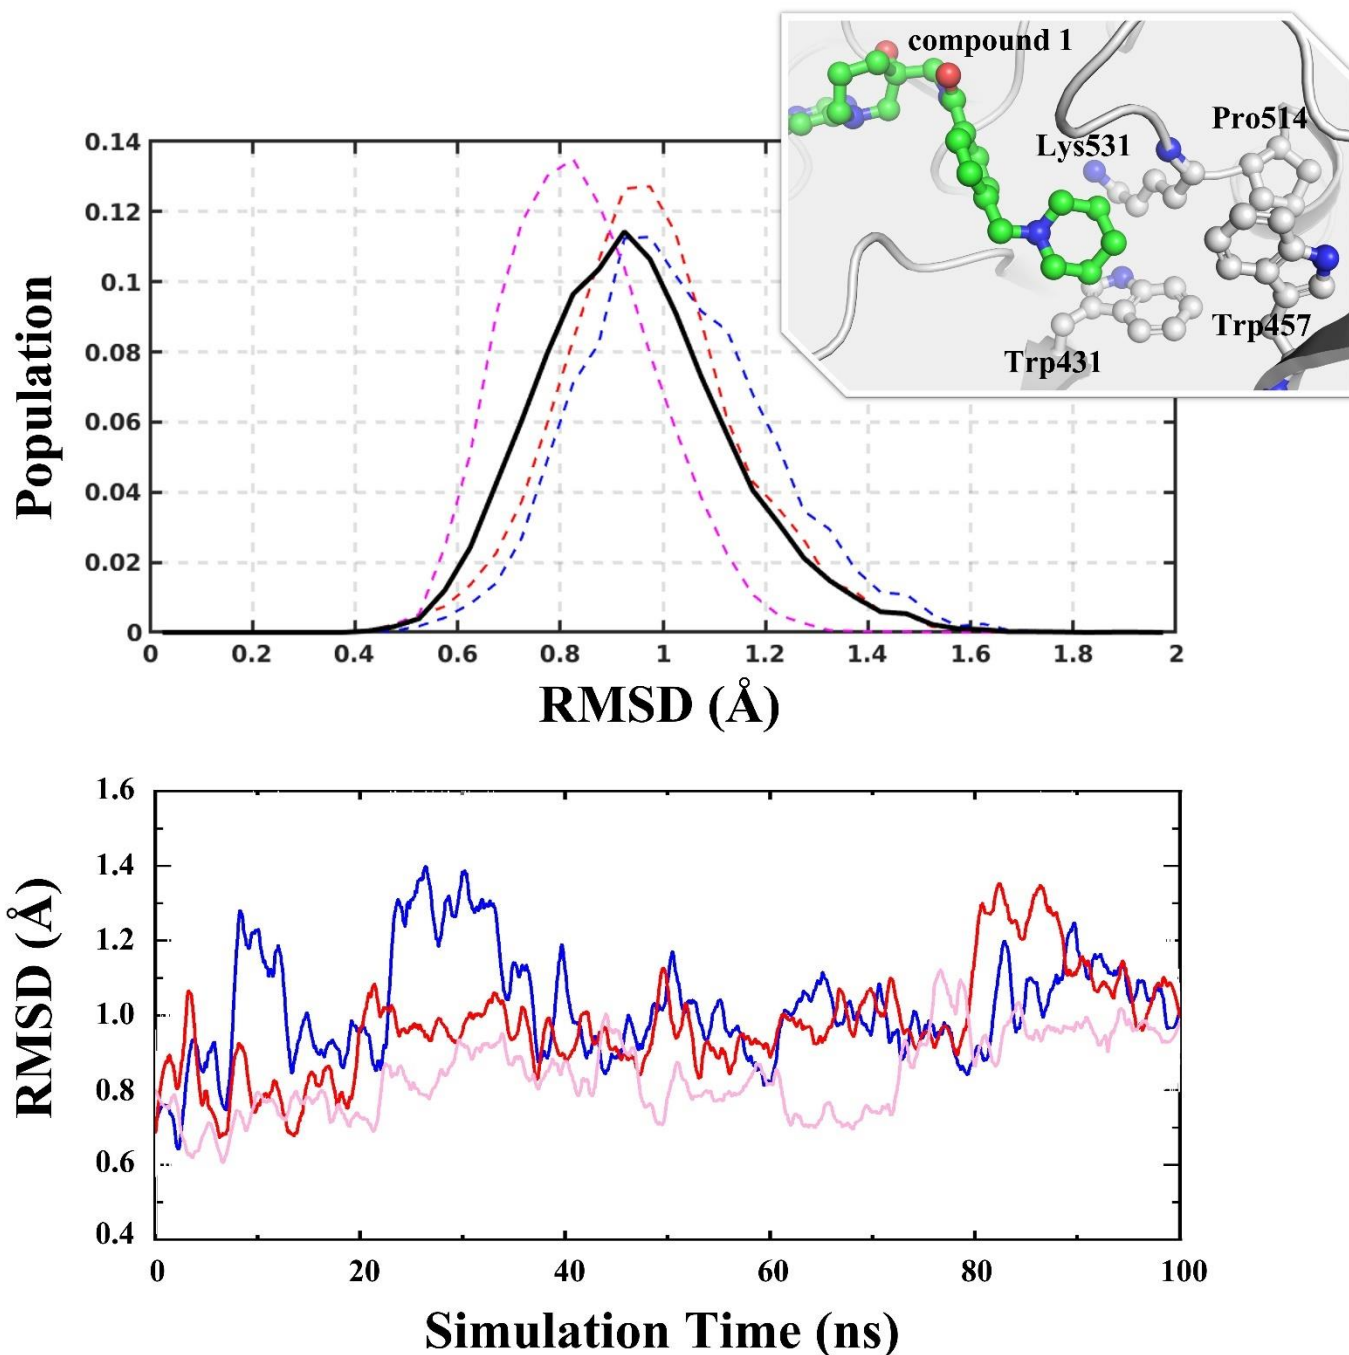 compound 1
Pro514
Lys531
Trp457
Trp431
Population
0.14
0.12
0.1
0.08
0.06
0.04
0.02
0
0 0.2 0.4 0.6 0.8 1 1.2 1.4 1.6 1.8 2
RMSD (Å)
RMSD (Å)
1.6
1.4
1.2
1.0
0.8
0.6
0.4
0 20 40 60 80 100
Simulation Time (ns)